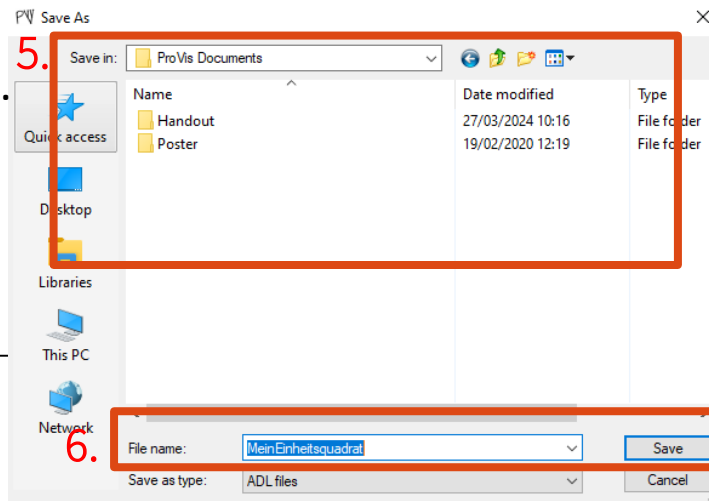 Save As
5.
Save in: ProVis Documents
Name Date modified Type
Handout 27/03/2024 10:16 File folder
Poster 19/02/2020 12:19 File folder
Quick access
Desktop
Libraries
This PC
Network
6.
File name: MeinEinheitsquadrat Save
Save as type: ADL files Cancel